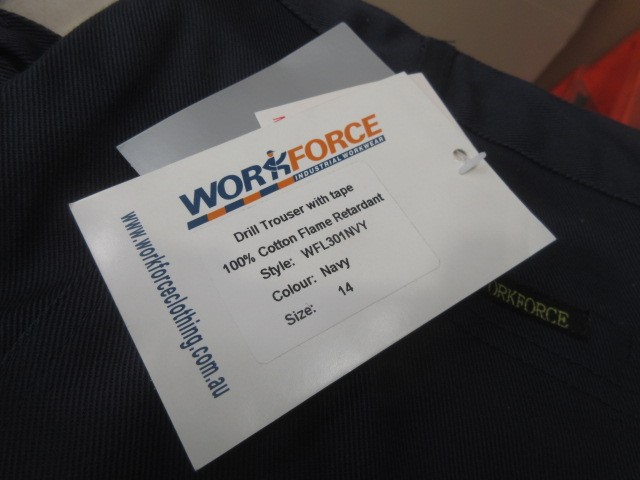 WORKFORCE
INDUSTRIAL WORKWEAR
Drill Trouser with tape
100% Cotton Flame Retardant
Style: WFL301NVY
Colour: Navy
Size: 14
www.workforceclothing.com.au
ORKFORCE